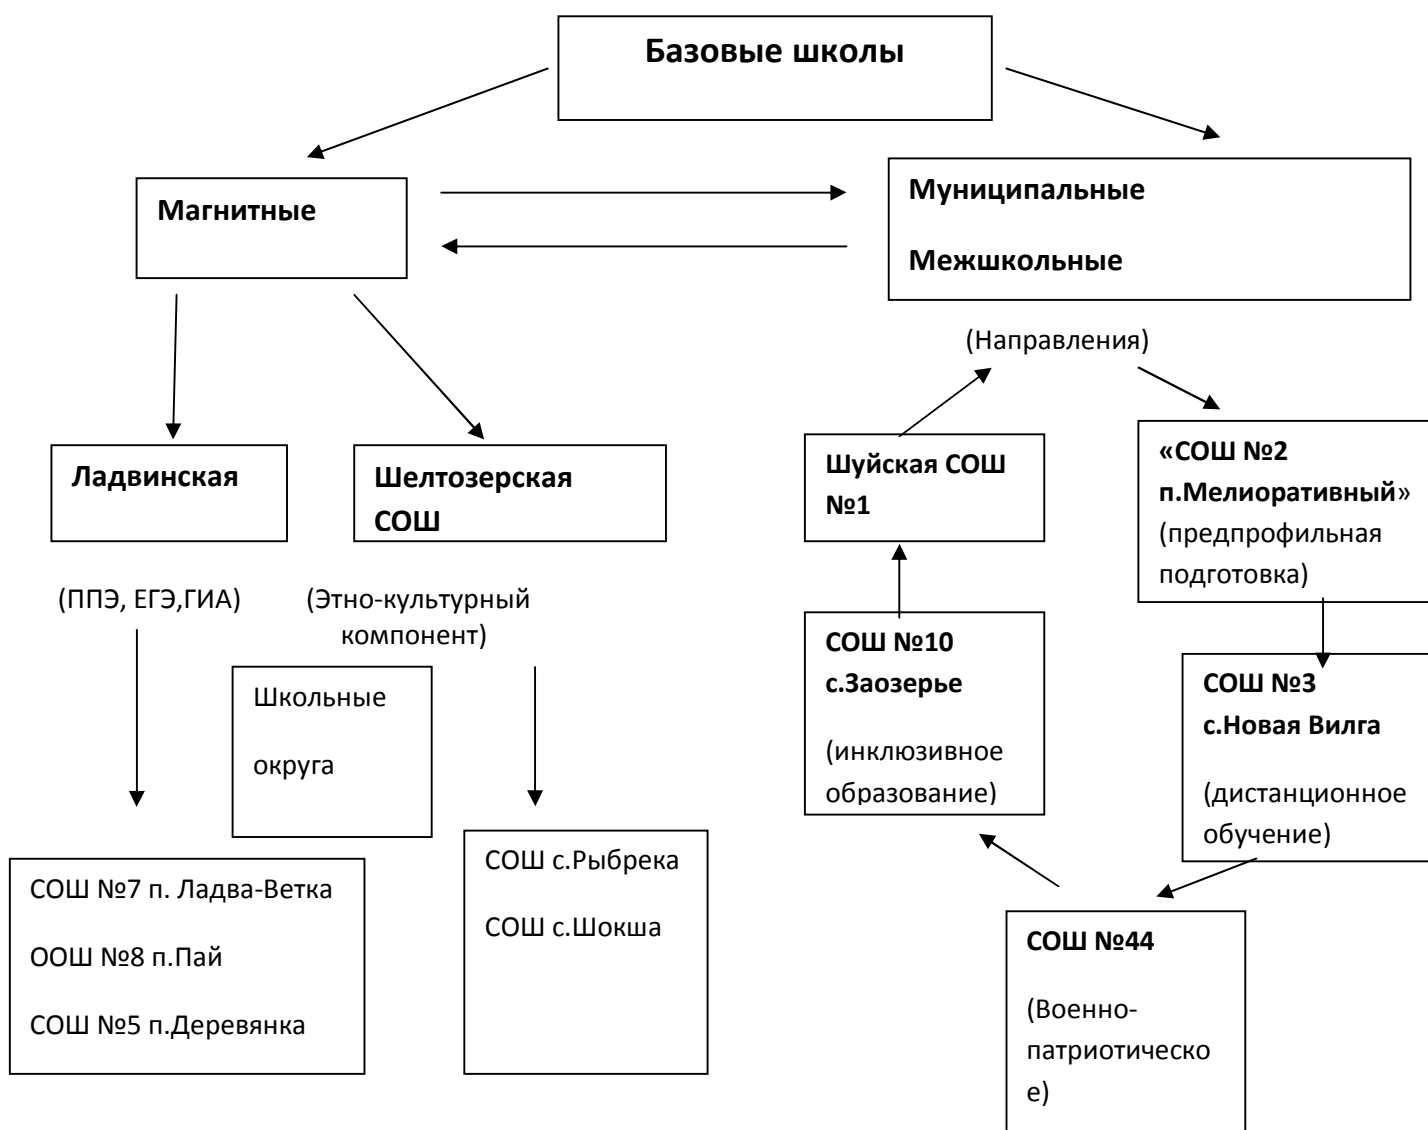 Базовые школы
Магнитные
Муниципальные
Межшкольные
(Направления)
Ладвинская
Шелтозерская
СОШ
Шуйская СОШ
№1
«СОШ №2
п.Мелиоративный»
(предпрофильная
подготовка)
(ППЭ, ЕГЭ,ГИА)
(Этно-культурный
компонент)
Школьные
округа
СОШ №10
с.Заозерье
(инклюзивное
образование)
СОШ №3
с.Новая Вилга
(дистанционное
обучение)
СОШ №7 п. Ладва-Ветка
ООШ №8 п.Пай
СОШ №5 п.Деревянка
СОШ с.Рыбрека
СОШ с.Шокша
СОШ №44
(Военно-
патриотическо
е)